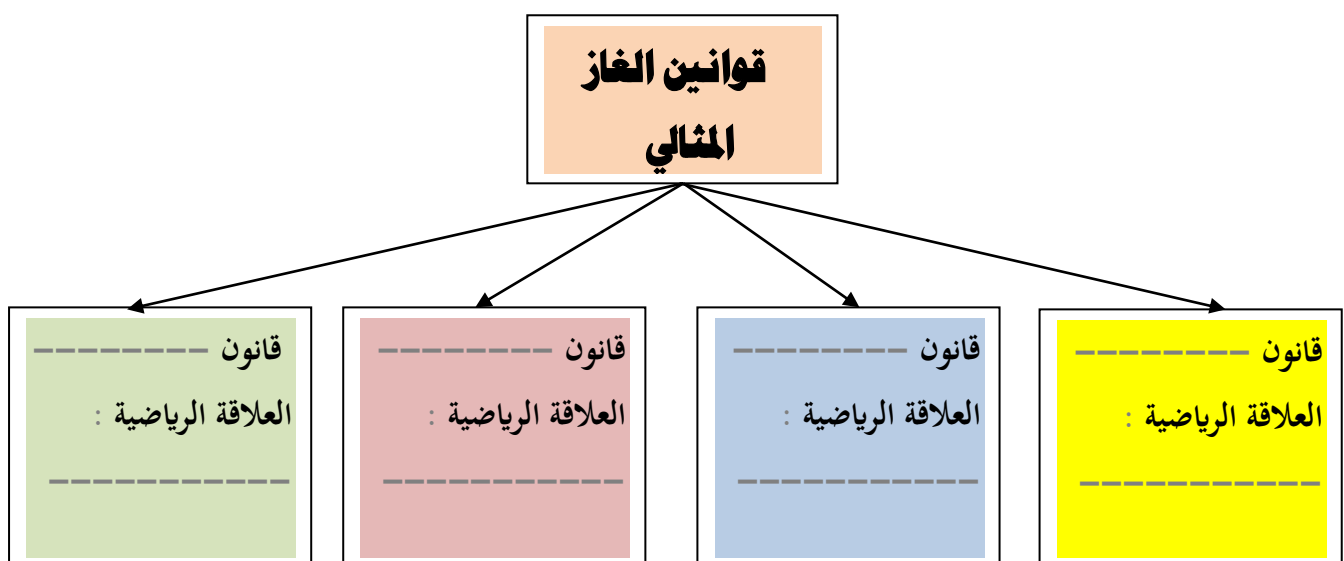 قوانين الغاز
المثالي
قانون --------
العلاقة الرياضية :
-----------
قانون --------
العلاقة الرياضية :
-----------
قانون --------
العلاقة الرياضية :
-----------
قانون --------
العلاقة الرياضية :
-----------